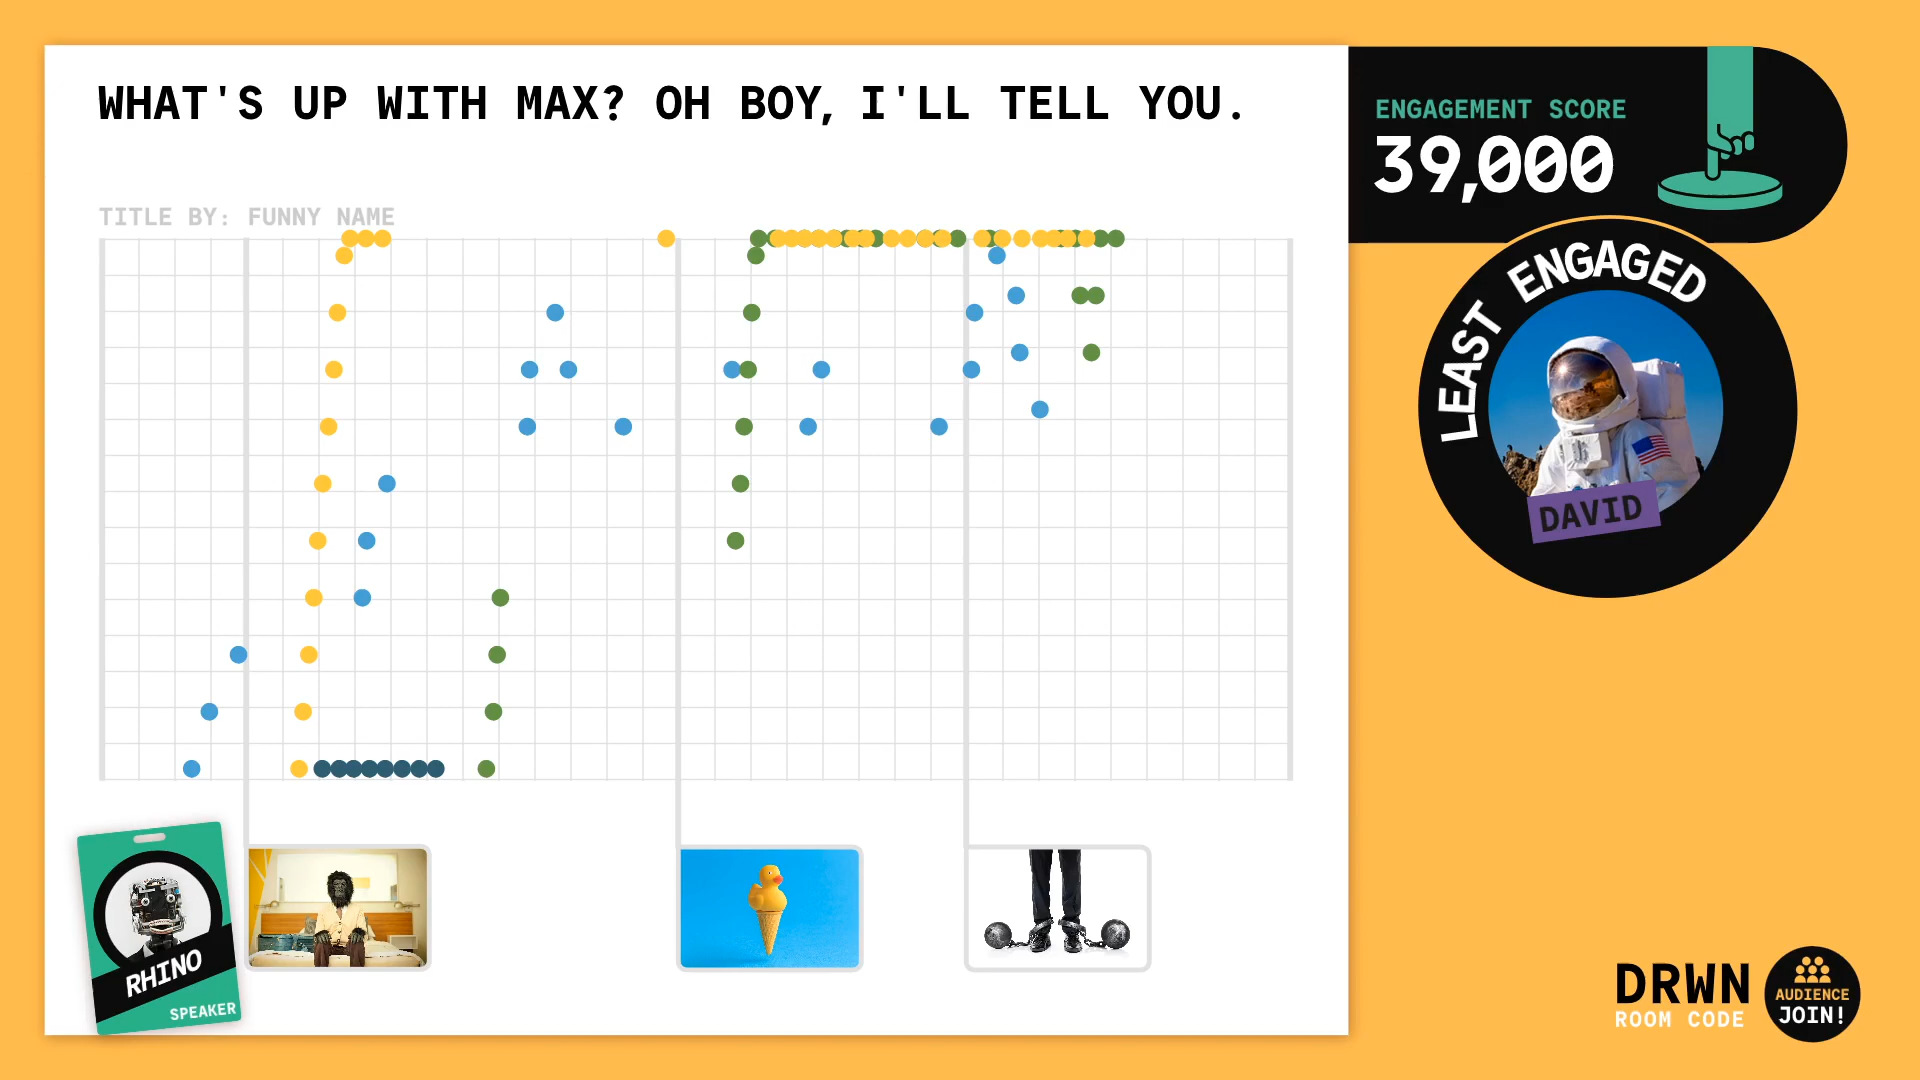 WHAT'S UP WITH MAX? OH BOY, I'LL TELL YOU.
TITLE BY: FUNNY NAME
ENGAGEMENT SCORE
39,000
LEAST ENGAGED
DAVID
RHINO
SPEAKER
DRWN
ROOM CODE
AUDIENCE
JOIN!